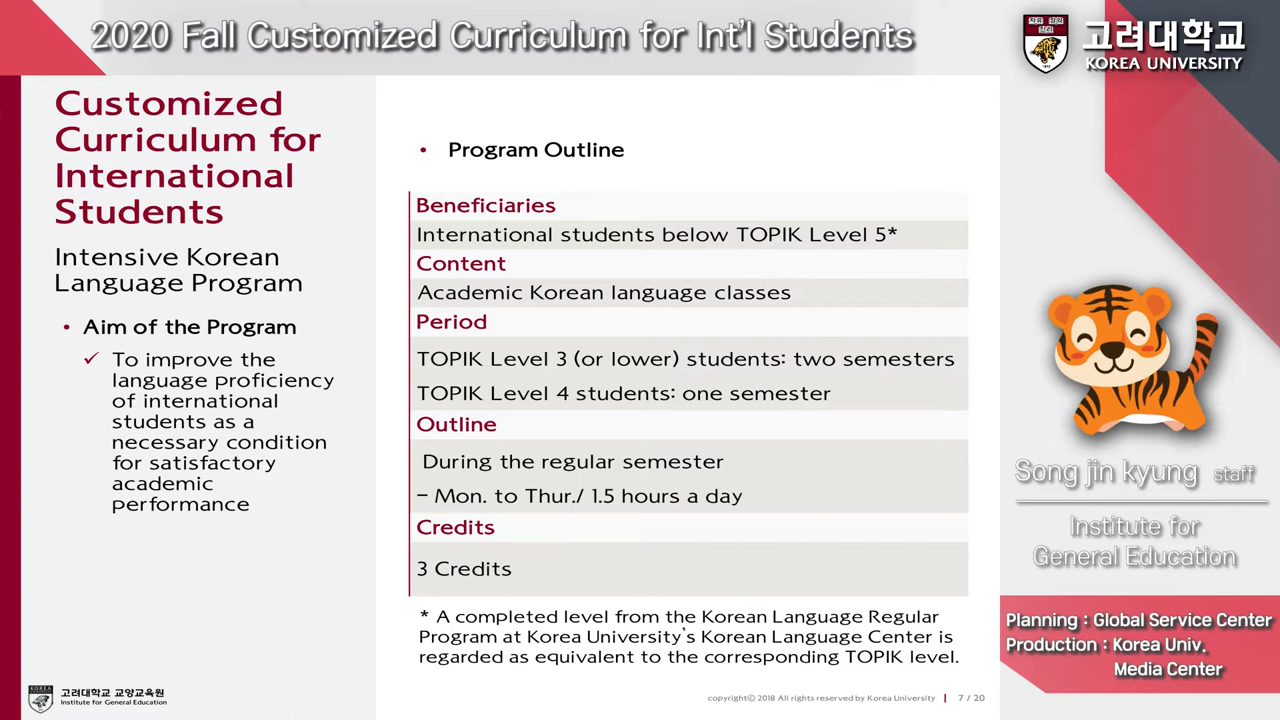 2020 Fall Customized Curriculum for Int'l Students
고려대학교
KOREA UNIVERSITY
Customized
Curriculum for
International
Students
Intensive Korean
Language Program
• Aim of the Program
✓ To improve the
language proficiency
of international
students as a
necessary condition
for satisfactory
academic
performance
• Program Outline
Beneficiaries
International students below TOPIK Level 5*
Content
Academic Korean language classes
Period
TOPIK Level 3 (or lower) students: two semesters
TOPIK Level 4 students: one semester
Outline
During the regular semester
– Mon. to Thur./ 1.5 hours a day
Credits
3 Credits
* A completed level from the Korean Language Regular
Program at Korea University's Korean Language Center is
regarded as equivalent to the corresponding TOPIK level.
Song jin kyung staff
Institute for
General Education
Planning : Global Service Center
Production : Korea Univ.
Media Center
고려대학교 교양교육원
Institute for General Education
copyrightⓒ 2018 All rights reserved by Korea University | 7 / 20